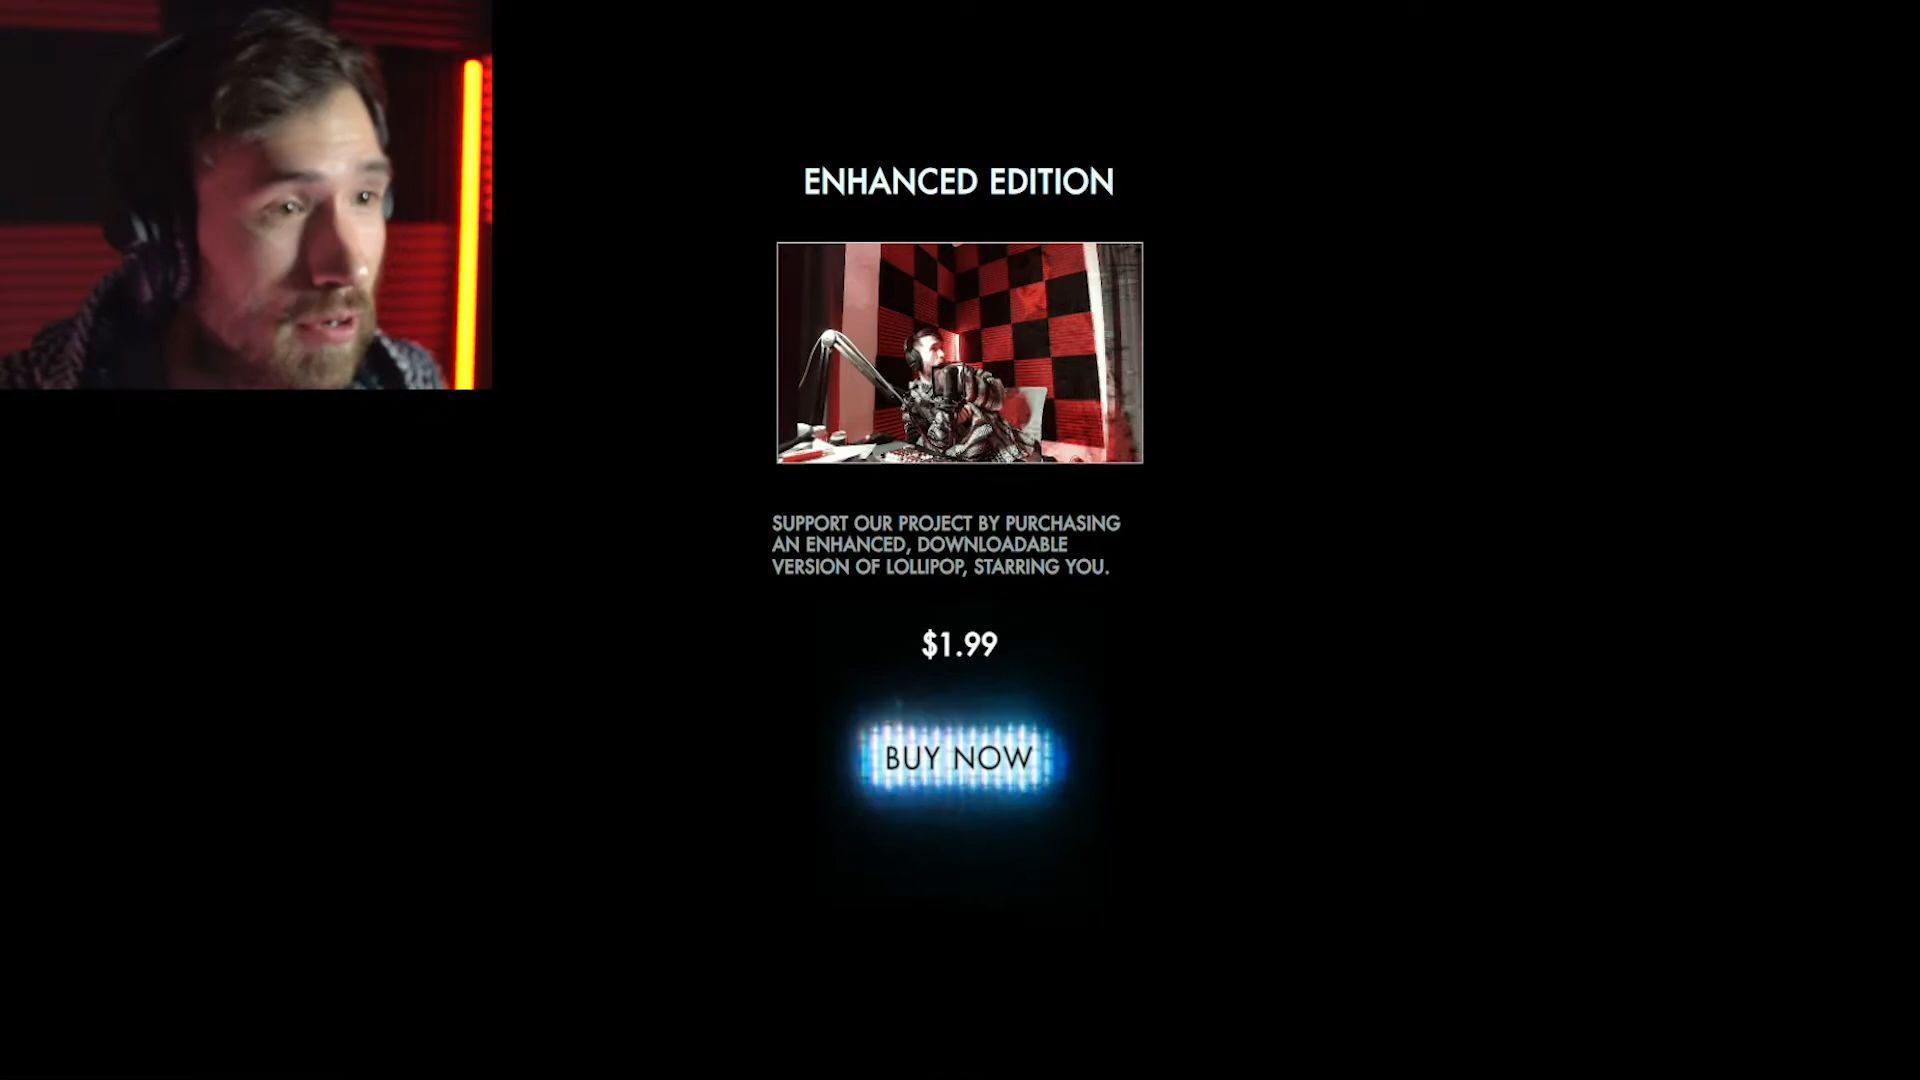 ENHANCED EDITION
SUPPORT OUR PROJECT BY PURCHASING
AN ENHANCED, DOWNLOADABLE
VERSION OF LOLLIPOP, STARRING YOU.
$1.99
BUY NOW